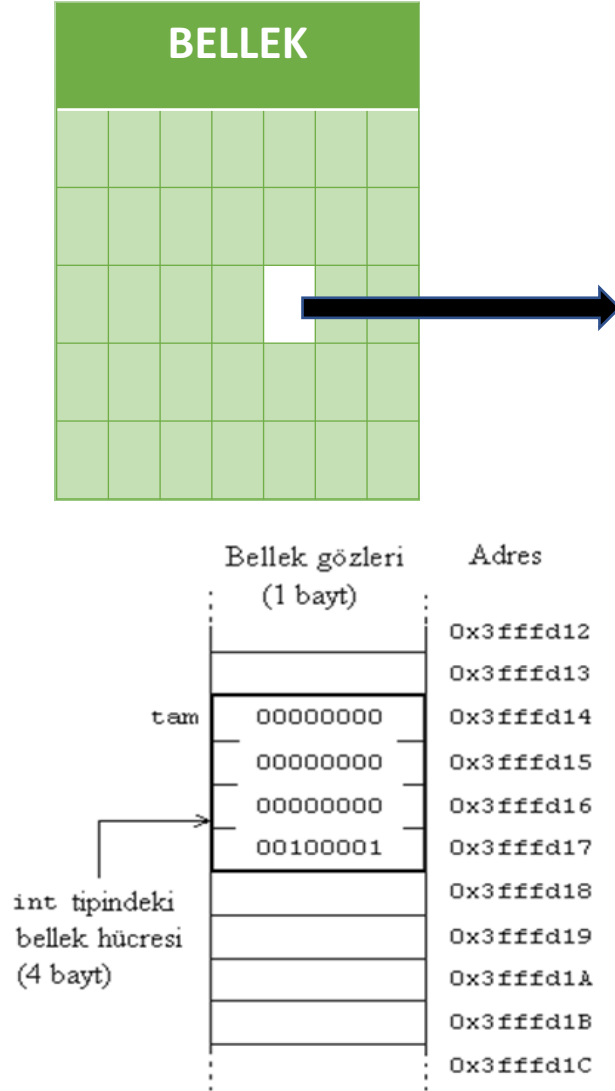 BELLEK
Bellek gözleri
(1 bayt)
Adres
0x3fffd12
0x3fffd13
tam 00000000 0x3fffd14
00000000 0x3fffd15
00000000 0x3fffd16
00100001 0x3fffd17
int tipindeki
bellek hücresi
(4 bayt)
0x3fffd18
0x3fffd19
0x3fffd1A
0x3fffd1B
0x3fffd1C